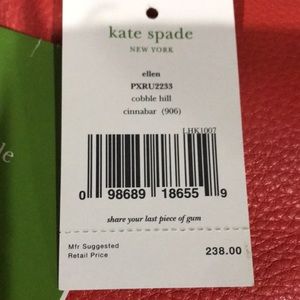 kate spade
NEW YORK
ellen
PXRU2233
cobble hill
cinnabar (906)
LHK1007
0 98689 18655 9
share your last piece of gum
Mfr Suggested
Retail Price
238.00